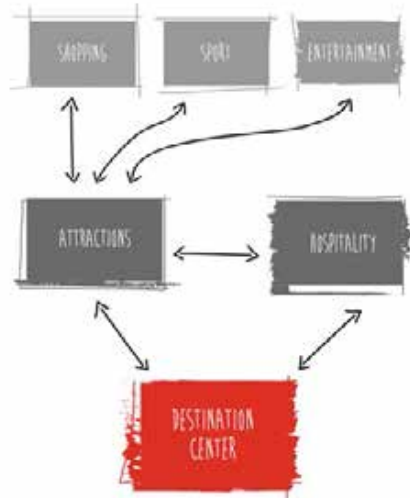 SHOPPING
SPORT
ENTERTAINMENT
ATTRACTIONS
HOSPITALITY
DESTINATION
CENTER